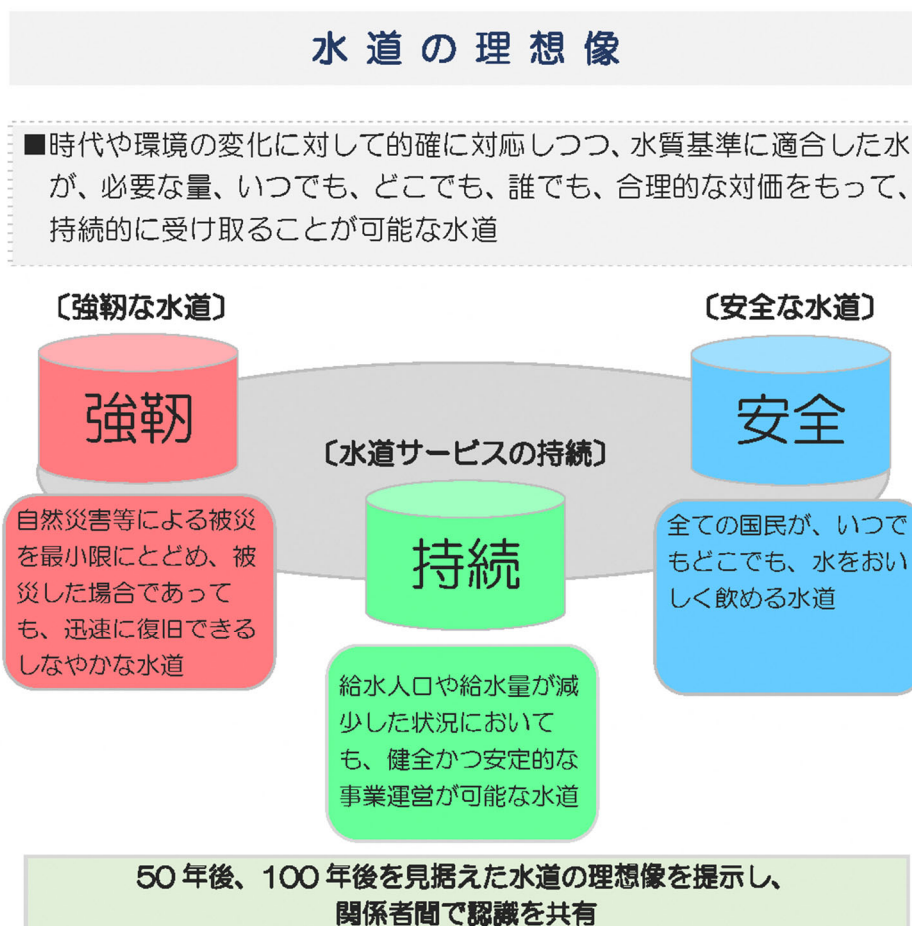 水道の理想像
■時代や環境の変化に対して的確に対応しつつ、水質基準に適合した水
が、必要な量、いつでも、どこでも、誰でも、合理的な対価をもって、
持続的に受け取ることが可能な水道
〔強靭な水道〕
〔安全な水道〕
強靭
安全
〔水道サービスの持続〕
持続
自然災害等による被災
を最小限にとどめ、被
災した場合であって
も、迅速に復旧できる
しなやかな水道
全ての国民が、いつで
もどこでも、水をおい
しく飲める水道
給水人口や給水量が減
少した状況において
も、健全かつ安定的な
事業運営が可能な水道
50年後、100年後を見据えた水道の理想像を提示し、
関係者間で認識を共有